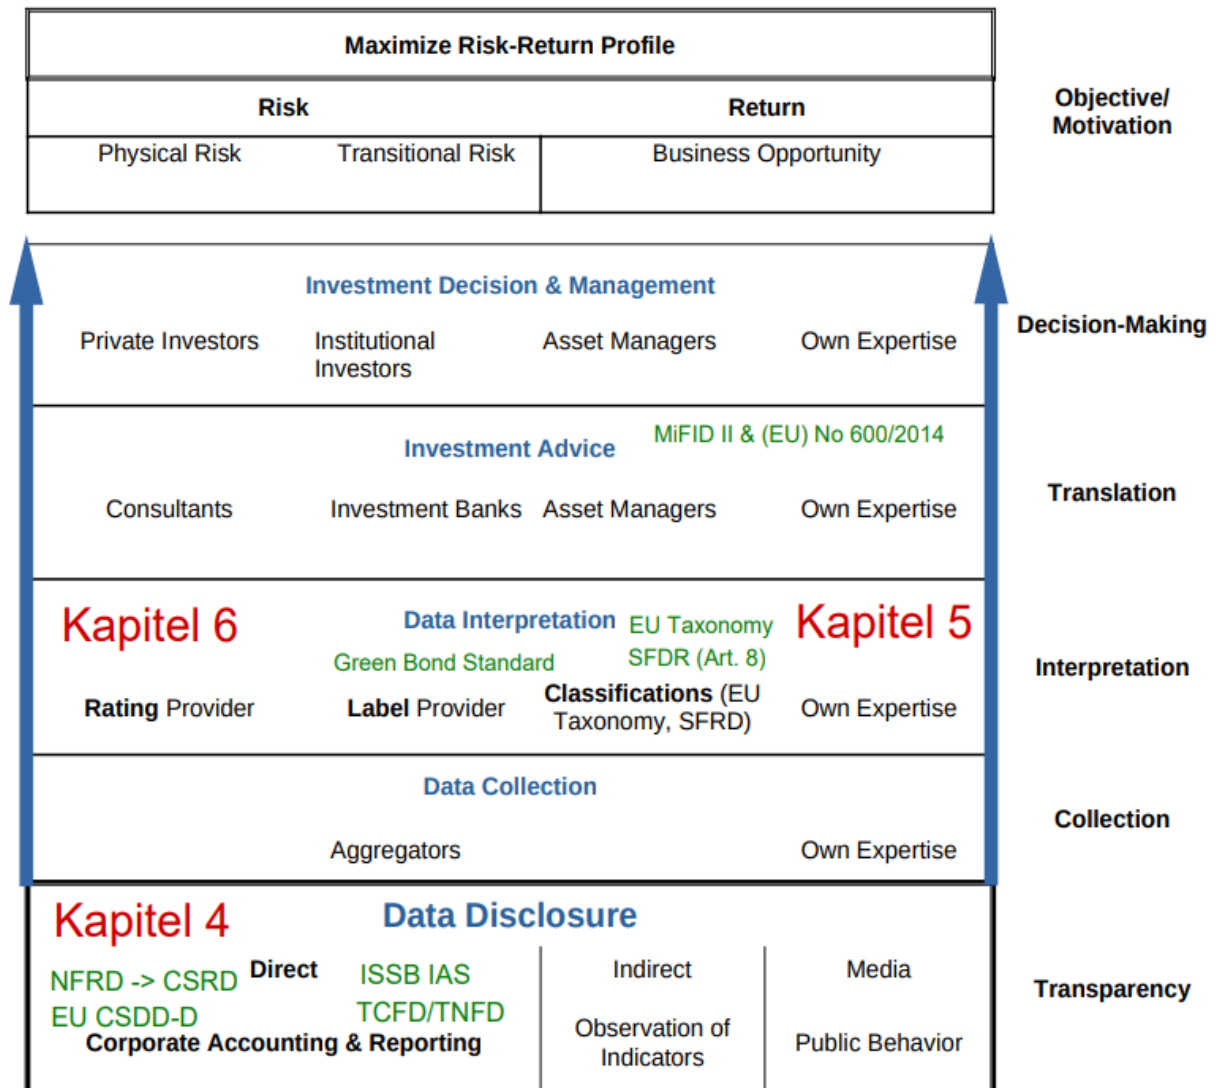 Maximize Risk-Return Profile
Risk Return
Objective/
Motivation
Physical Risk Transitional Risk Business Opportunity
Investment Decision & Management
Decision-Making
Private Investors Institutional Investors Asset Managers Own Expertise
MiFID II & (EU) No 600/2014
Investment Advice
Translation
Consultants Investment Banks Asset Managers Own Expertise
Kapitel 6 Data Interpretation EU Taxonomy Kapitel 5
Green Bond Standard SFDR (Art. 8)
Interpretation
Rating Provider Label Provider Classifications (EU Taxonomy, SFRD) Own Expertise
Data Collection
Collection
Aggregators Own Expertise
Kapitel 4 Data Disclosure
NFRD -> CSRD Direct ISSB IAS Indirect Media
Transparency
EU CSDD-D TCFD/TNFD
Corporate Accounting & Reporting Observation of Indicators Public Behavior